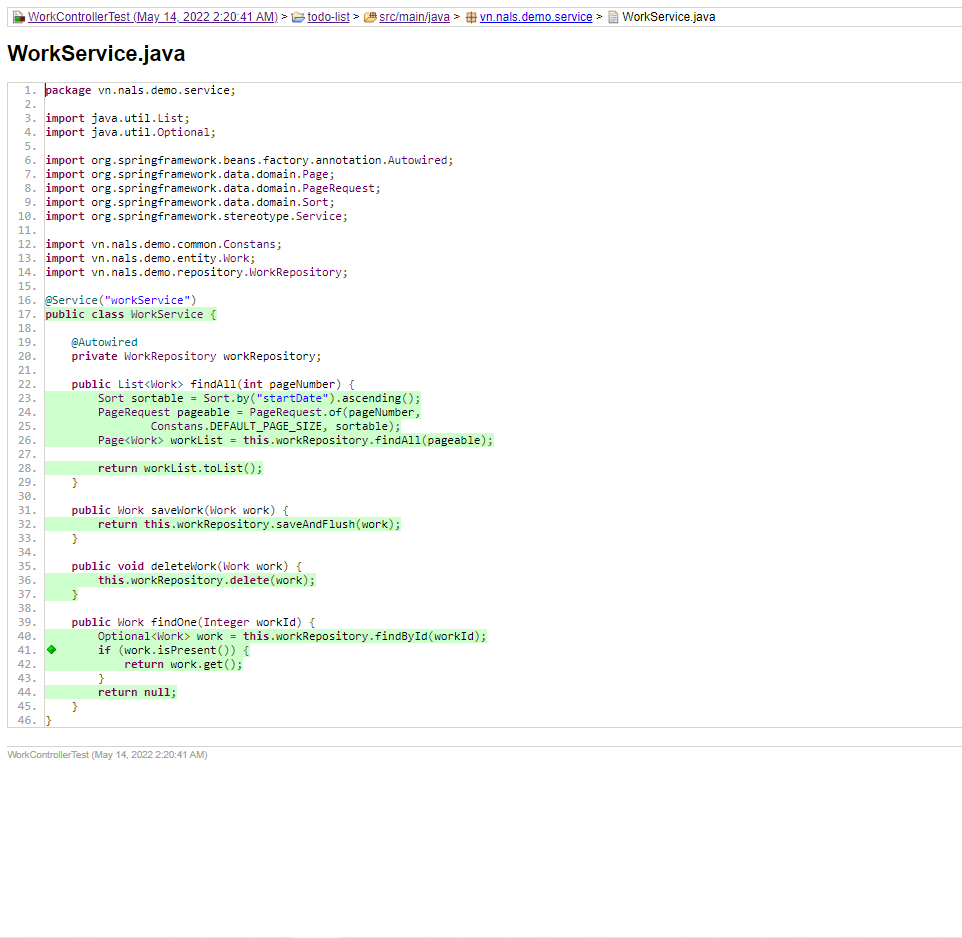 WorkControllerTest (May 14, 2022 2:20:41 AM) > todo-list > src/main/java > vn.nals.demo.service > WorkService.java
WorkService.java
1. package vn.nals.demo.service;
2.
3. import java.util.List;
4. import java.util.Optional;
5.
6. import org.springframework.beans.factory.annotation.Autowired;
7. import org.springframework.data.domain.Page;
8. import org.springframework.data.domain.PageRequest;
9. import org.springframework.data.domain.Sort;
10. import org.springframework.stereotype.Service;
11.
12. import vn.nals.demo.common.Constans;
13. import vn.nals.demo.entity.Work;
14. import vn.nals.demo.repository.WorkRepository;
15.
16. @Service("workService")
17. public class WorkService {
18.
19.     @Autowired
20.     private WorkRepository workRepository;
21.
22.     public List<Work> findAll(int pageNumber) {
23.         Sort sortable = Sort.by("startDate").ascending();
24.         PageRequest pageable = PageRequest.of(pageNumber,
25.                 Constans.DEFAULT_PAGE_SIZE, sortable);
26.         Page<Work> workList = this.workRepository.findAll(pageable);
27.
28.         return workList.toList();
29.     }
30.
31.     public Work saveWork(Work work) {
32.         return this.workRepository.saveAndFlush(work);
33.     }
34.
35.     public void deleteWork(Work work) {
36.         this.workRepository.delete(work);
37.     }
38.
39.     public Work findOne(Integer workId) {
40.         Optional<Work> work = this.workRepository.findById(workId);
41.         if (work.isPresent()) {
42.             return work.get();
43.         }
44.         return null;
45.     }
46. }
WorkControllerTest (May 14, 2022 2:20:41 AM)